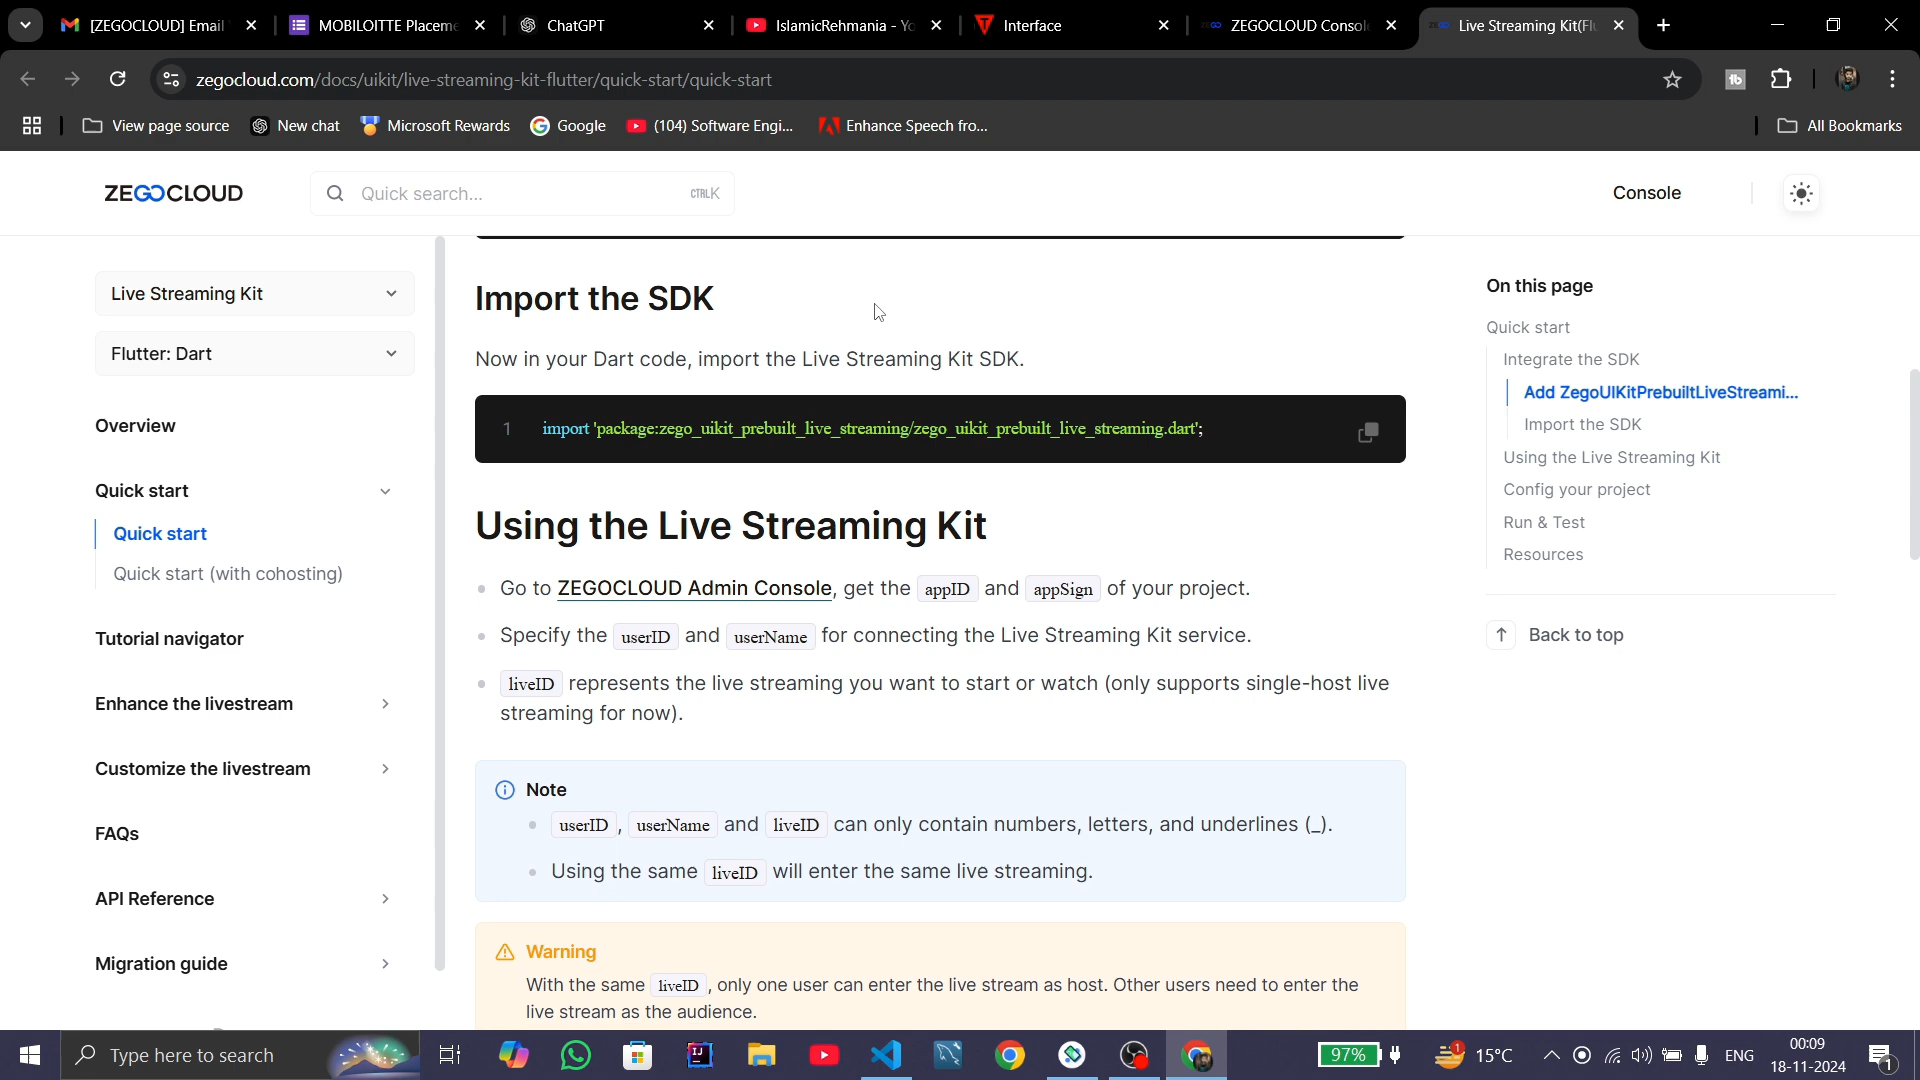 [ZEGOCLOUD] Email
MOBILOITTE Placeme
ChatGPT
IslamicRehmania - Yo
Interface
ZEGOCLOUD Consol
Live Streaming Kit(Fl
zegocloud.com/docs/uikit/live-streaming-kit-flutter/quick-start/quick-start
View page source
New chat
Microsoft Rewards
Google
(104) Software Engi...
Enhance Speech fro...
All Bookmarks
ZEGOCLOUD
Quick search...
CTRL K
Console
Live Streaming Kit
Flutter: Dart
Overview
Quick start
Quick start
Quick start (with cohosting)
Tutorial navigator
Enhance the livestream
Customize the livestream
FAQs
API Reference
Migration guide
Import the SDK
Now in your Dart code, import the Live Streaming Kit SDK.
1 import 'package:zego_uikit_prebuilt_live_streaming/zego_uikit_prebuilt_live_streaming.dart';
Using the Live Streaming Kit
Go to ZEGOCLOUD Admin Console, get the appID and appSign of your project.
Specify the userID and userName for connecting the Live Streaming Kit service.
liveID represents the live streaming you want to start or watch (only supports single-host live
streaming for now).
Note
userID , userName and liveID can only contain numbers, letters, and underlines (_).
Using the same liveID will enter the same live streaming.
Warning
With the same liveID , only one user can enter the live stream as host. Other users need to enter the
live stream as the audience.
On this page
Quick start
Integrate the SDK
Add ZegoUIKitPrebuiltLiveStreami...
Import the SDK
Using the Live Streaming Kit
Config your project
Run & Test
Resources
Back to top
Type here to search
97%
1
15°C
ENG
00:09
18-11-2024
1